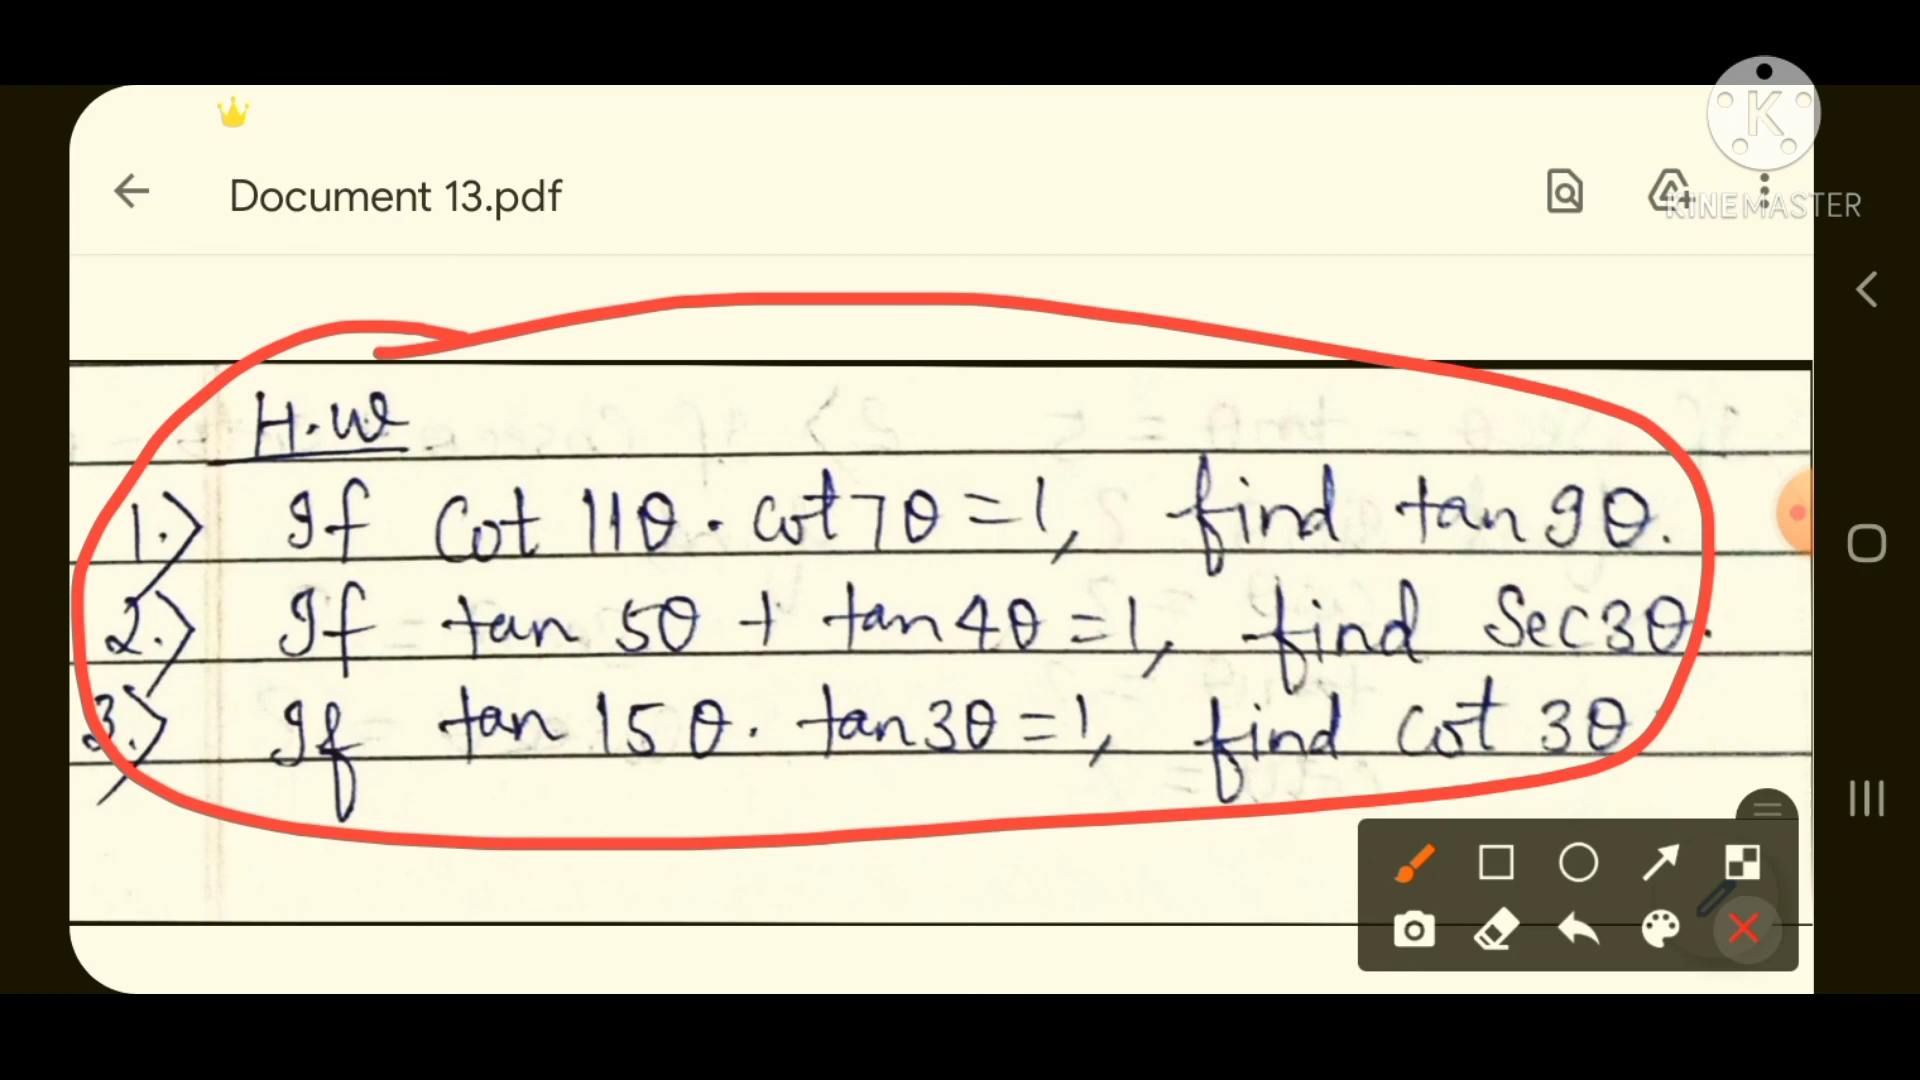 Document 13.pdf
KINEMASTER
H.W
1.) If Cot 11θ · cot 7θ = 1, find tan 9θ.
2.) If tan 5θ + tan 4θ = 1, find Sec 3θ.
3.) If tan 15θ · tan 3θ = 1, find cot 3θ